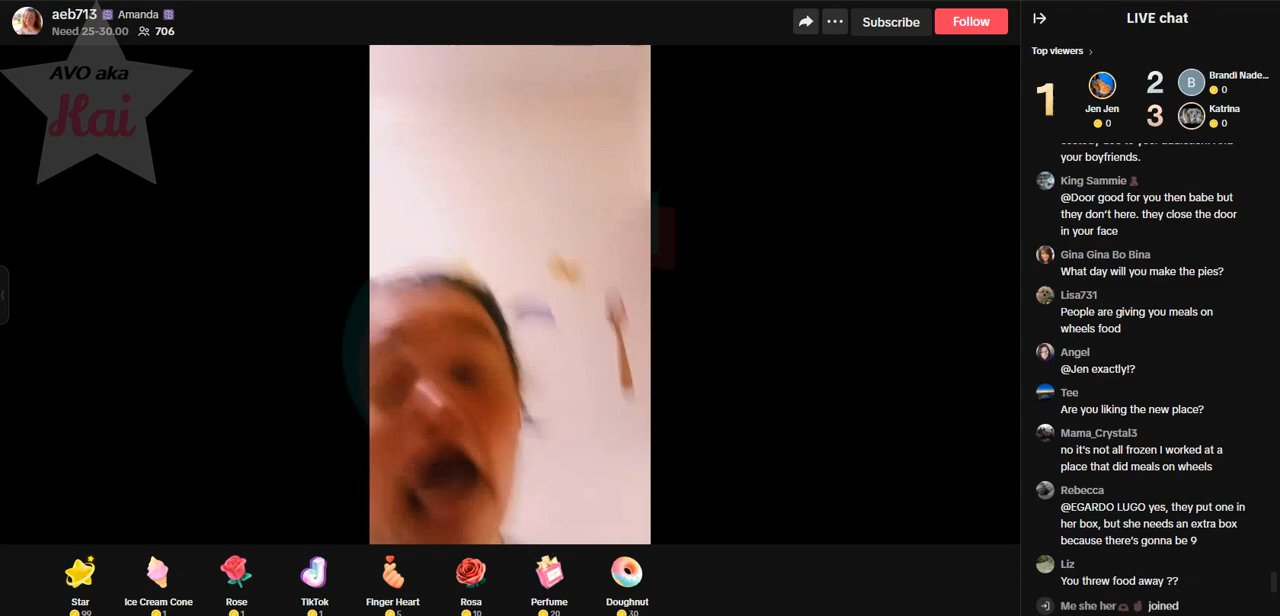 aeb713 Amanda
Need 25-30.00 706
AVO aka
Kai
Subscribe
Follow
LIVE chat
Top viewers
1
Jen Jen
0
2
Brandi Nade...
0
3
Katrina
0
B
your boyfriends.
King Sammie
@Door good for you then babe but
they don't here. they close the door
in your face
Gina Gina Bo Bina
What day will you make the pies?
Lisa731
People are giving you meals on
wheels food
Angel
@Jen exactly!?
Tee
Are you liking the new place?
Mama_Crystal3
no it's not all frozen I worked at a
place that did meals on wheels
Rebecca
@EGARDO LUGO yes, they put one in
her box, but she needs an extra box
because there's gonna be 9
Liz
You threw food away ??
Me she her joined
Star
99
Ice Cream Cone
1
Rose
1
TikTok
1
Finger Heart
5
Rosa
10
Perfume
20
Doughnut
30